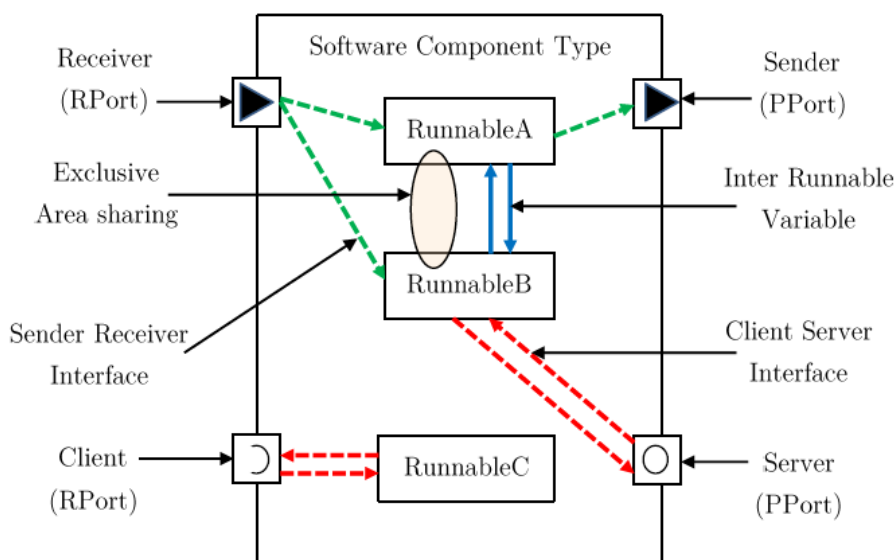 Software Component Type
Receiver
(RPort)
Sender
(PPort)
RunnableA
Exclusive
Area sharing
Inter Runnable
Variable
RunnableB
Sender Receiver
Interface
Client Server
Interface
Client
(RPort)
RunnableC
Server
(PPort)